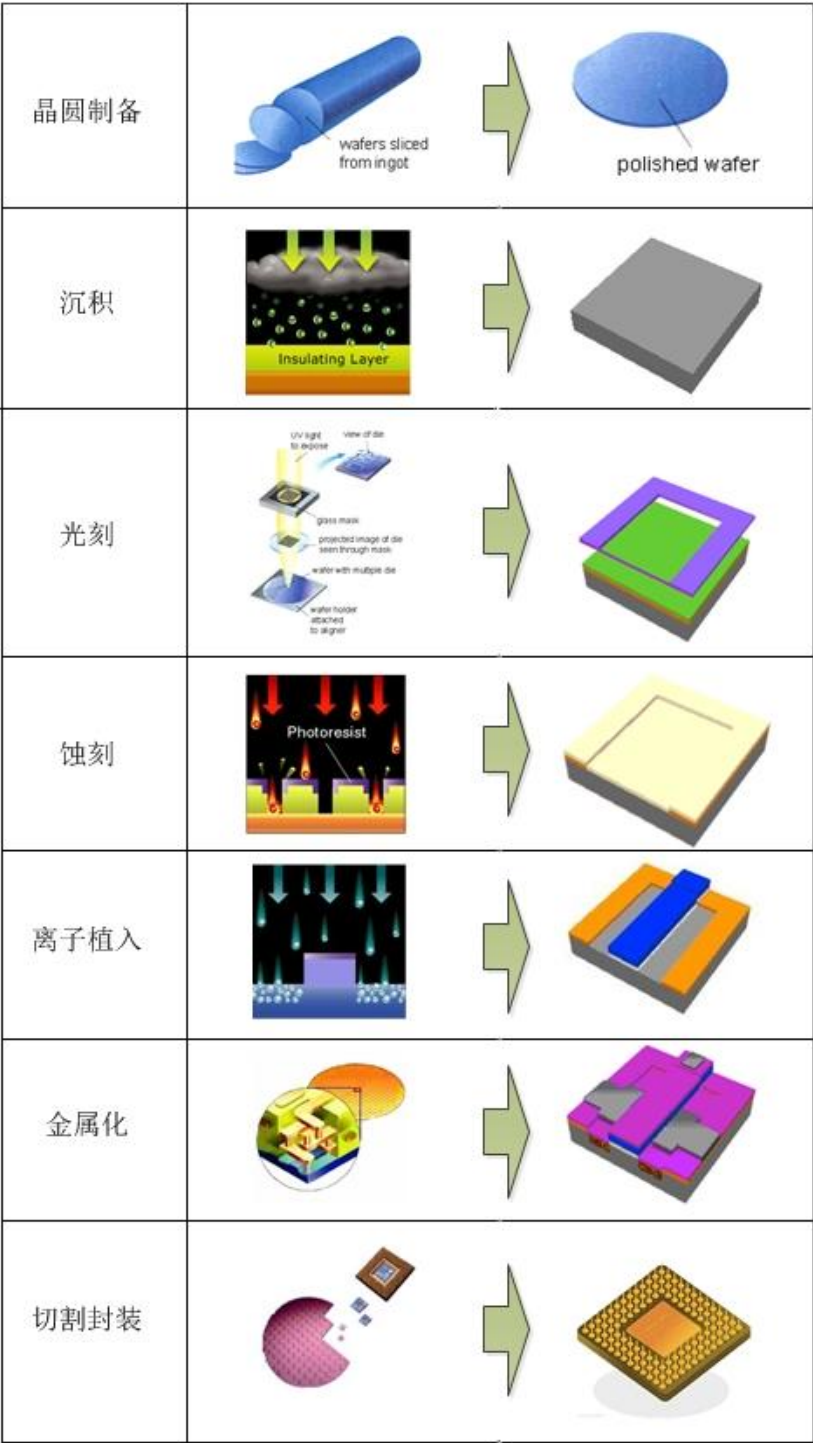 晶圆制备
wafers sliced
from ingot
polished wafer
沉积
Insulating Layer
光刻
UV light
to expose
view of die
glass mask
projected image of die
seen through mask
wafer with multiple die
wafer holder
attached
to aligner
蚀刻
Photoresist
离子植入
金属化
切割封装